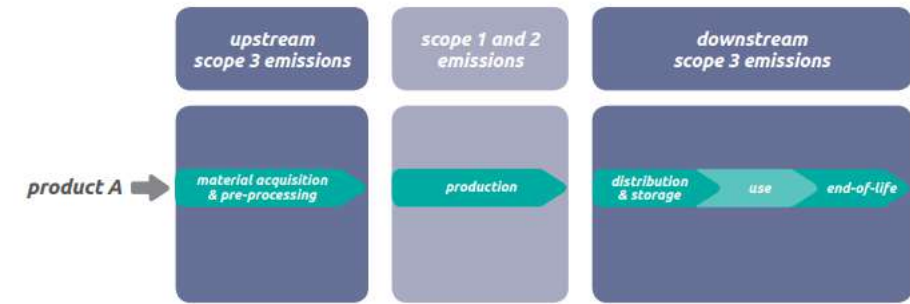 upstream
scope 3 emissions
scope 1 and 2
emissions
downstream
scope 3 emissions
product A
material acquisition
& pre-processing
production
distribution
& storage
use
end-of-life